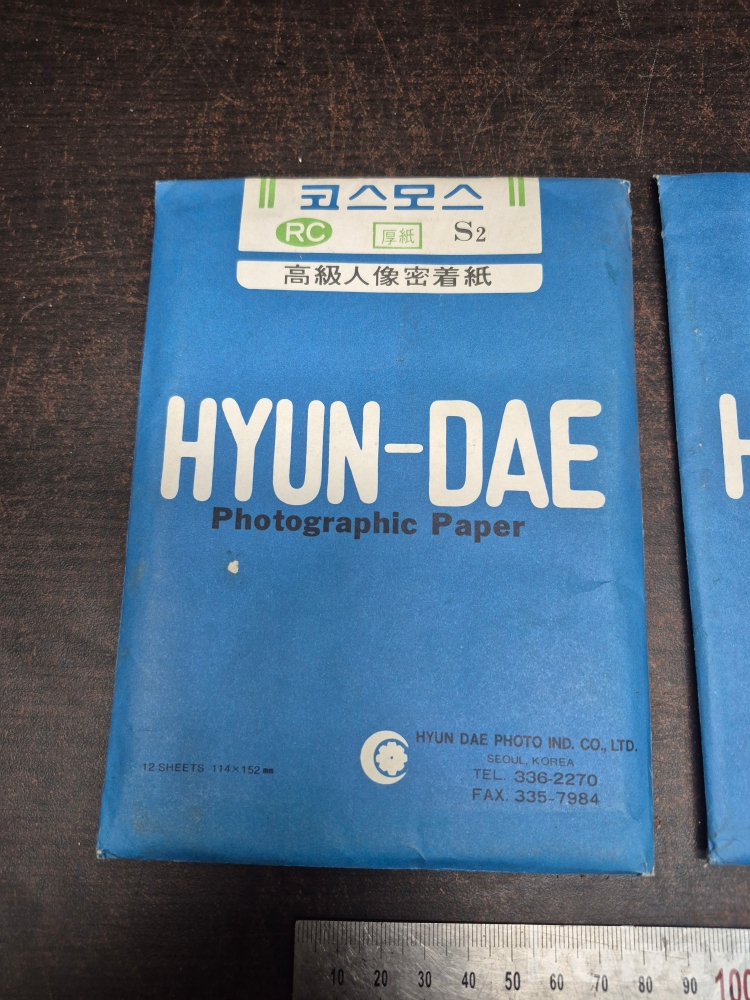 코스모스
RC 厚紙 S2
高級人像密着紙
HYUN-DAE
Photographic Paper
12 SHEETS 114×152㎜
HYUN DAE PHOTO IND. CO., LTD.
SEOUL, KOREA
TEL. 336-2270
FAX. 335-7984
H
10 20 30 40 50 60 70 80 90 100